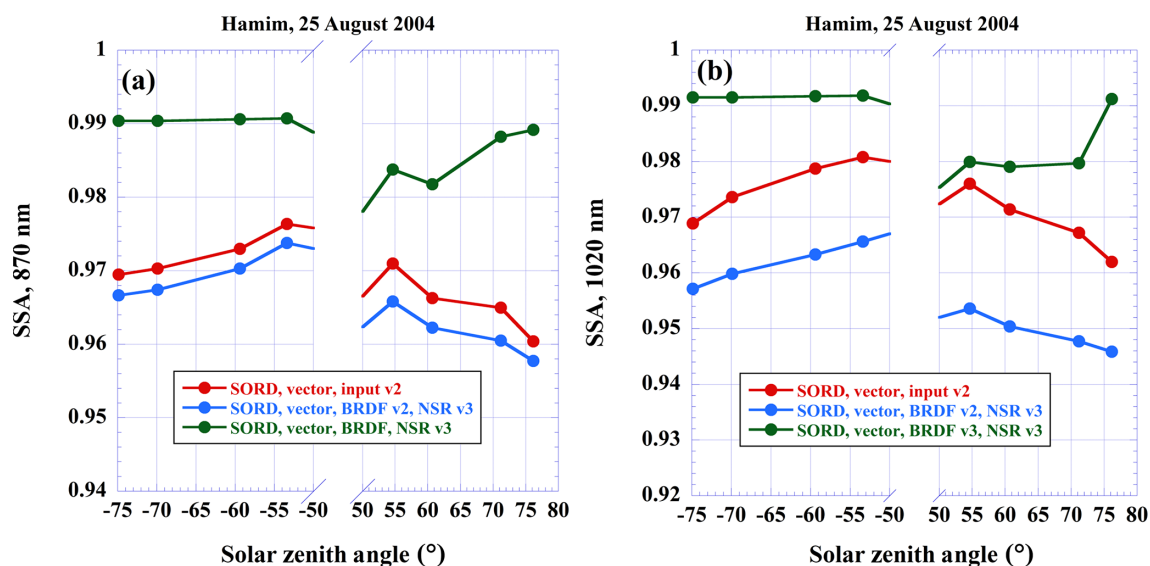 Hamim, 25 August 2004
(a)
SSA, 870 nm
1
0.99
0.98
0.97
0.96
0.95
0.94
SORD, vector, input v2
SORD, vector, BRDF v2, NSR v3
SORD, vector, BRDF, NSR v3
-75 -70 -65 -60 -55 -50 50 55 60 65 70 75 80
Solar zenith angle (°)
Hamim, 25 August 2004
(b)
SSA, 1020 nm
1
0.99
0.98
0.97
0.96
0.95
0.94
0.93
0.92
SORD, vector, input v2
SORD, vector, BRDF v2, NSR v3
SORD, vector, BRDF v3, NSR v3
-75 -70 -65 -60 -55 -50 50 55 60 65 70 75 80
Solar zenith angle (°)